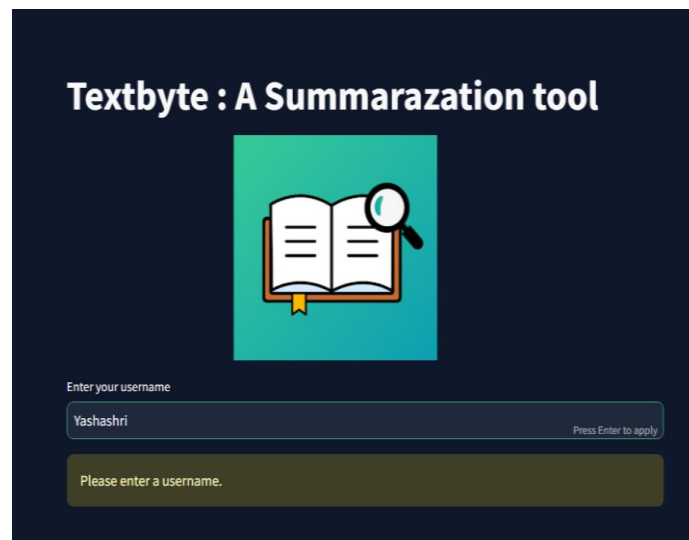 Textbyte : A Summarazation tool
Enter your username
Yashashri
Press Enter to apply
Please enter a username.